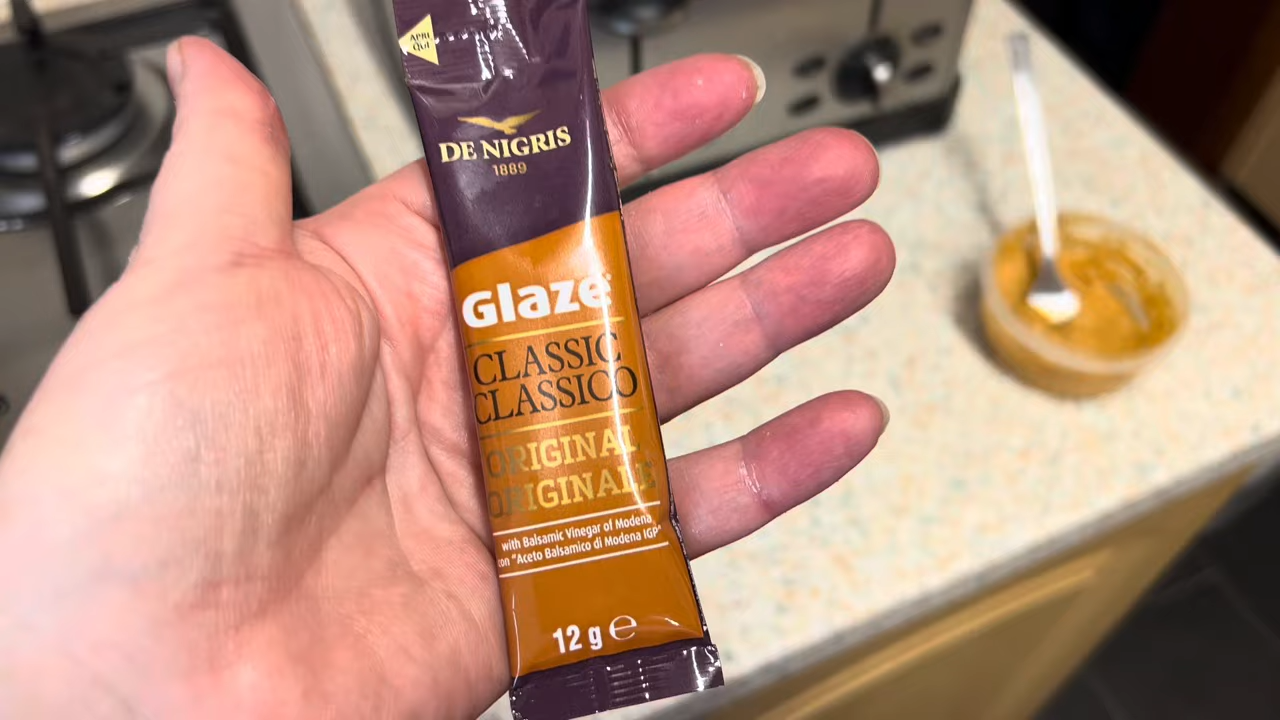 APRI
QUI
DE NIGRIS
1889
Glaze
CLASSIC
CLASSICO
ORIGINAL
ORIGINALE
with Balsamic Vinegar of Modena
con "Aceto Balsamico di Modena IGP"
12 g ℮